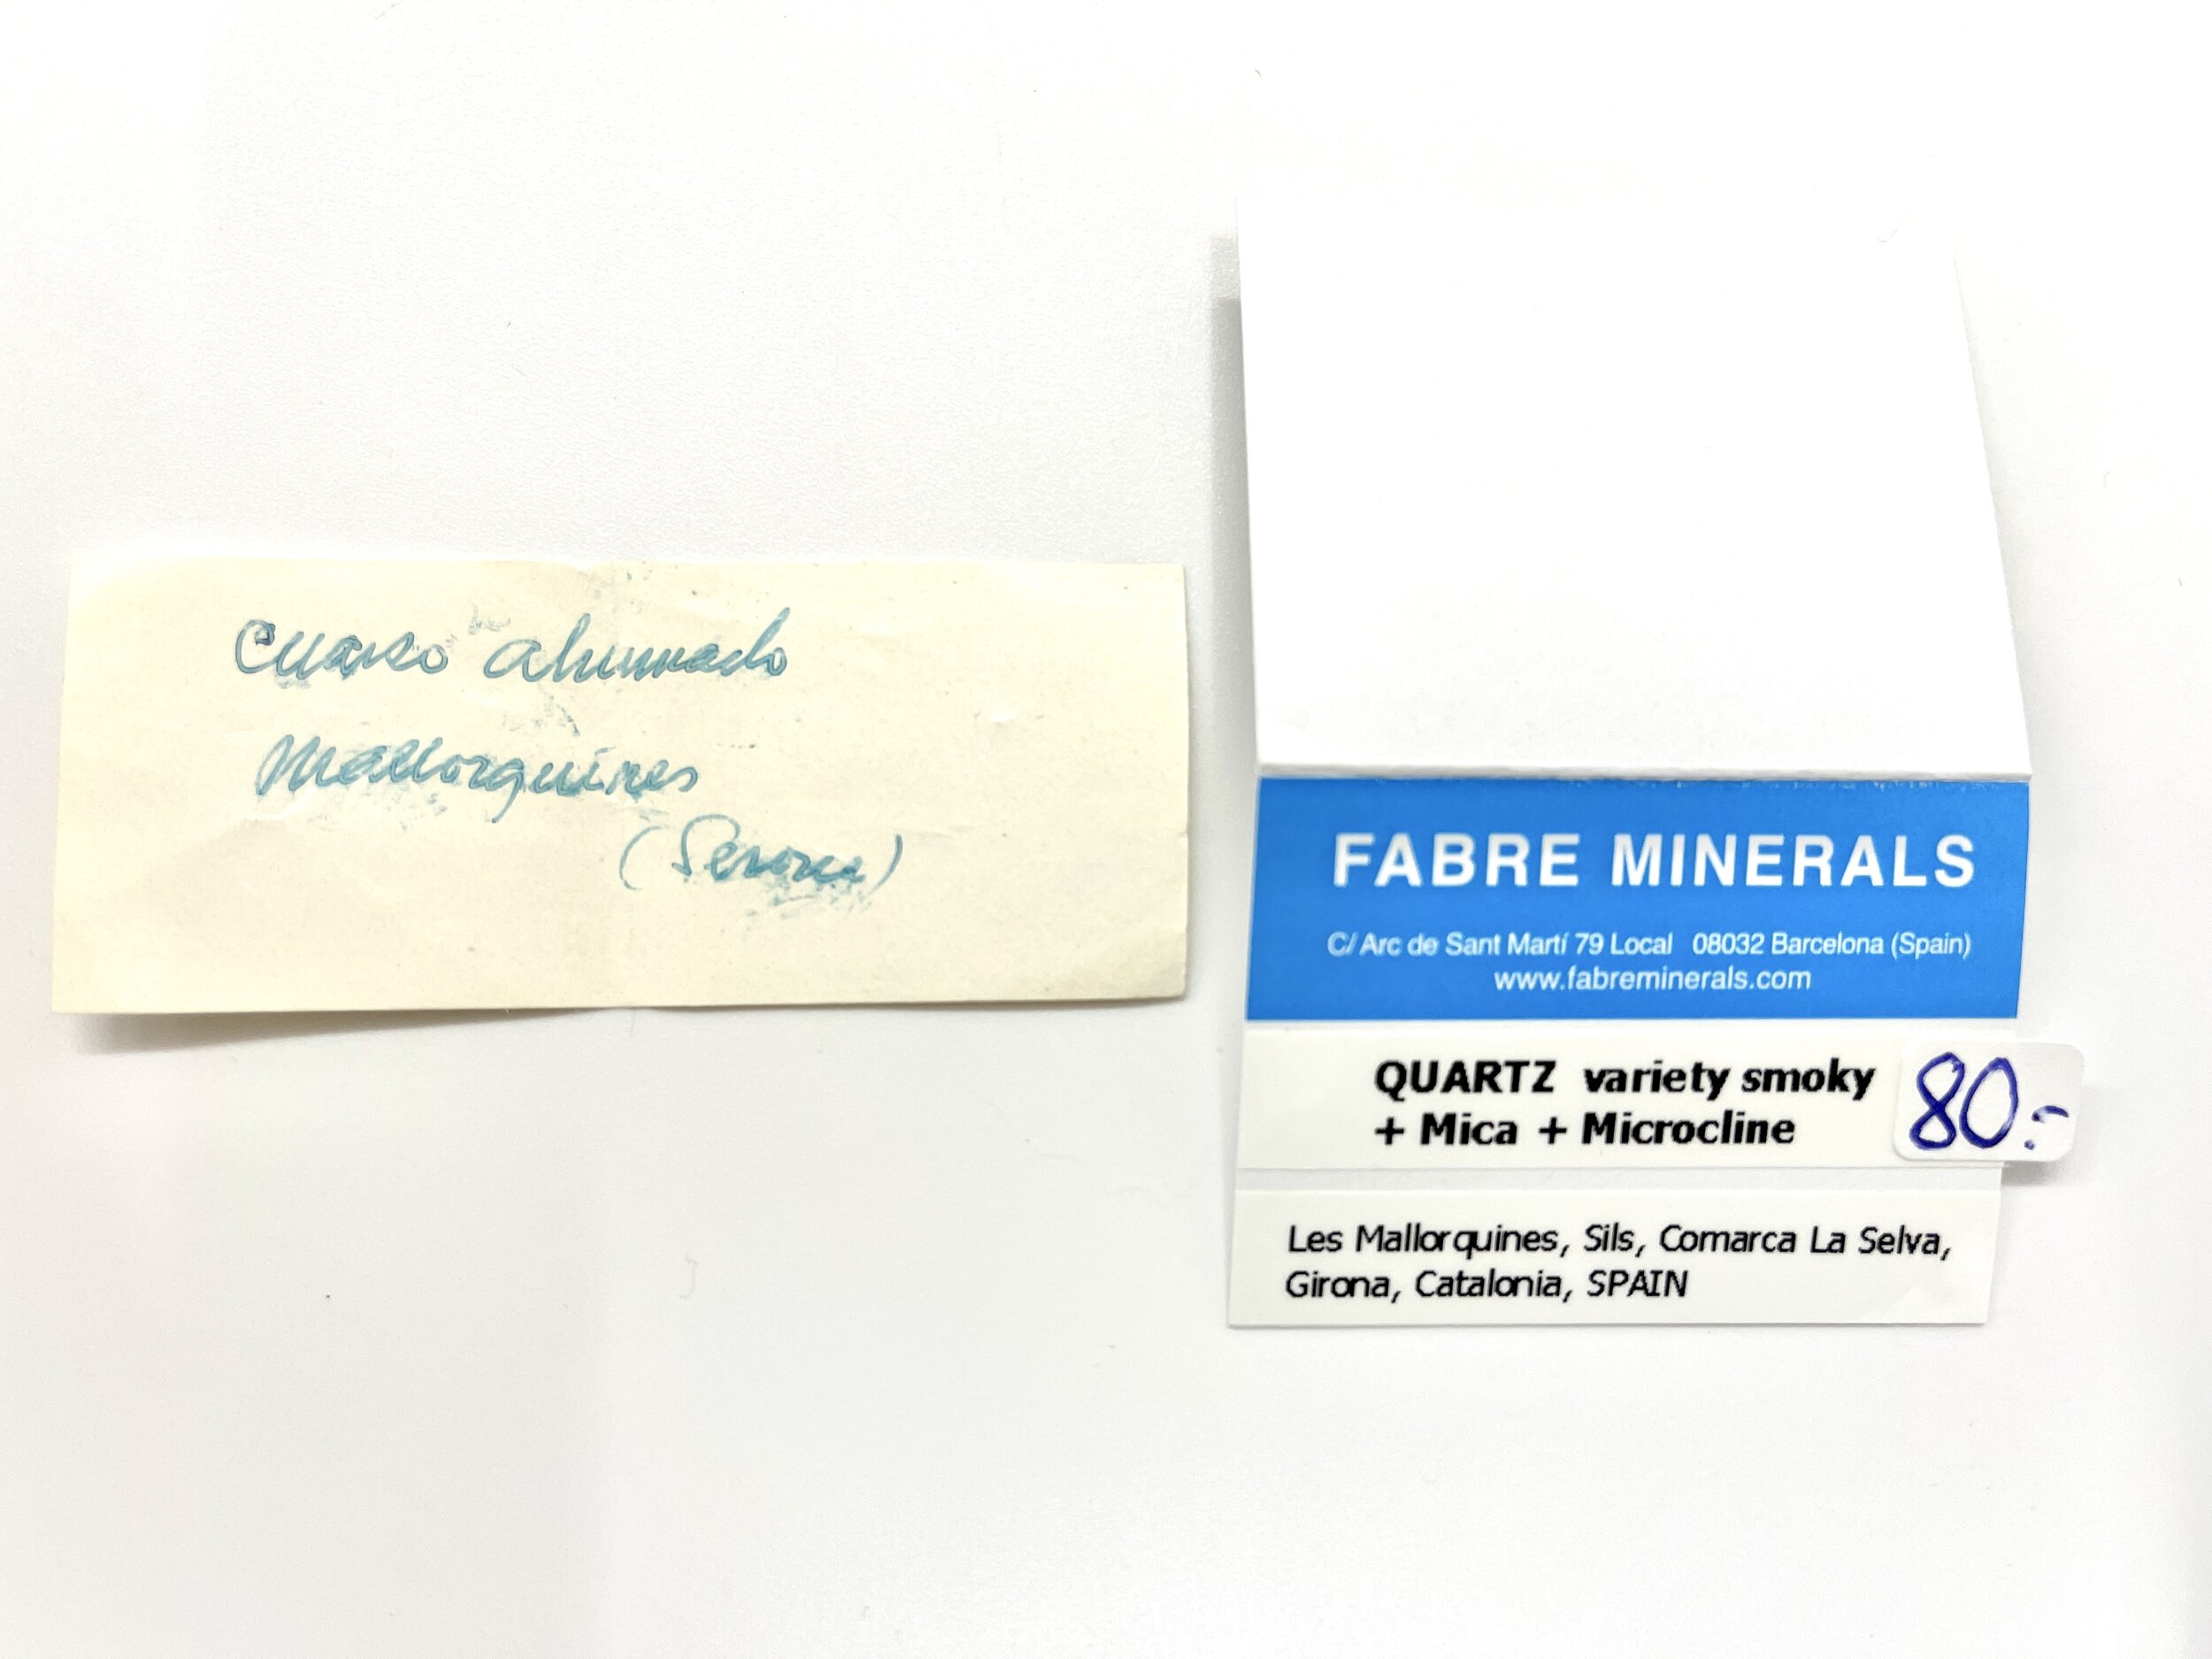 Cuarso ahumado
Mallorquines
(Gerona)
FABRE MINERALS
C/ Arc de Sant Martí 79 Local 08032 Barcelona (Spain)
www.fabreminerals.com
QUARTZ variety smoky
+ Mica + Microcline
80.-
Les Mallorquines, Sils, Comarca La Selva,
Girona, Catalonia, SPAIN